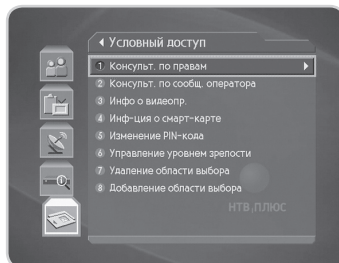 Условный доступ
1 Консульт. по правам
2 Консульт. по сообщ. оператора
3 Инфо о видеопр.
4 Инф-ция о смарт-карте
5 Изменение PIN-кода
6 Управление уровнем зрелости
7 Удаление области выбора
8 Добавление области выбора
НТВ,ПЛЮС